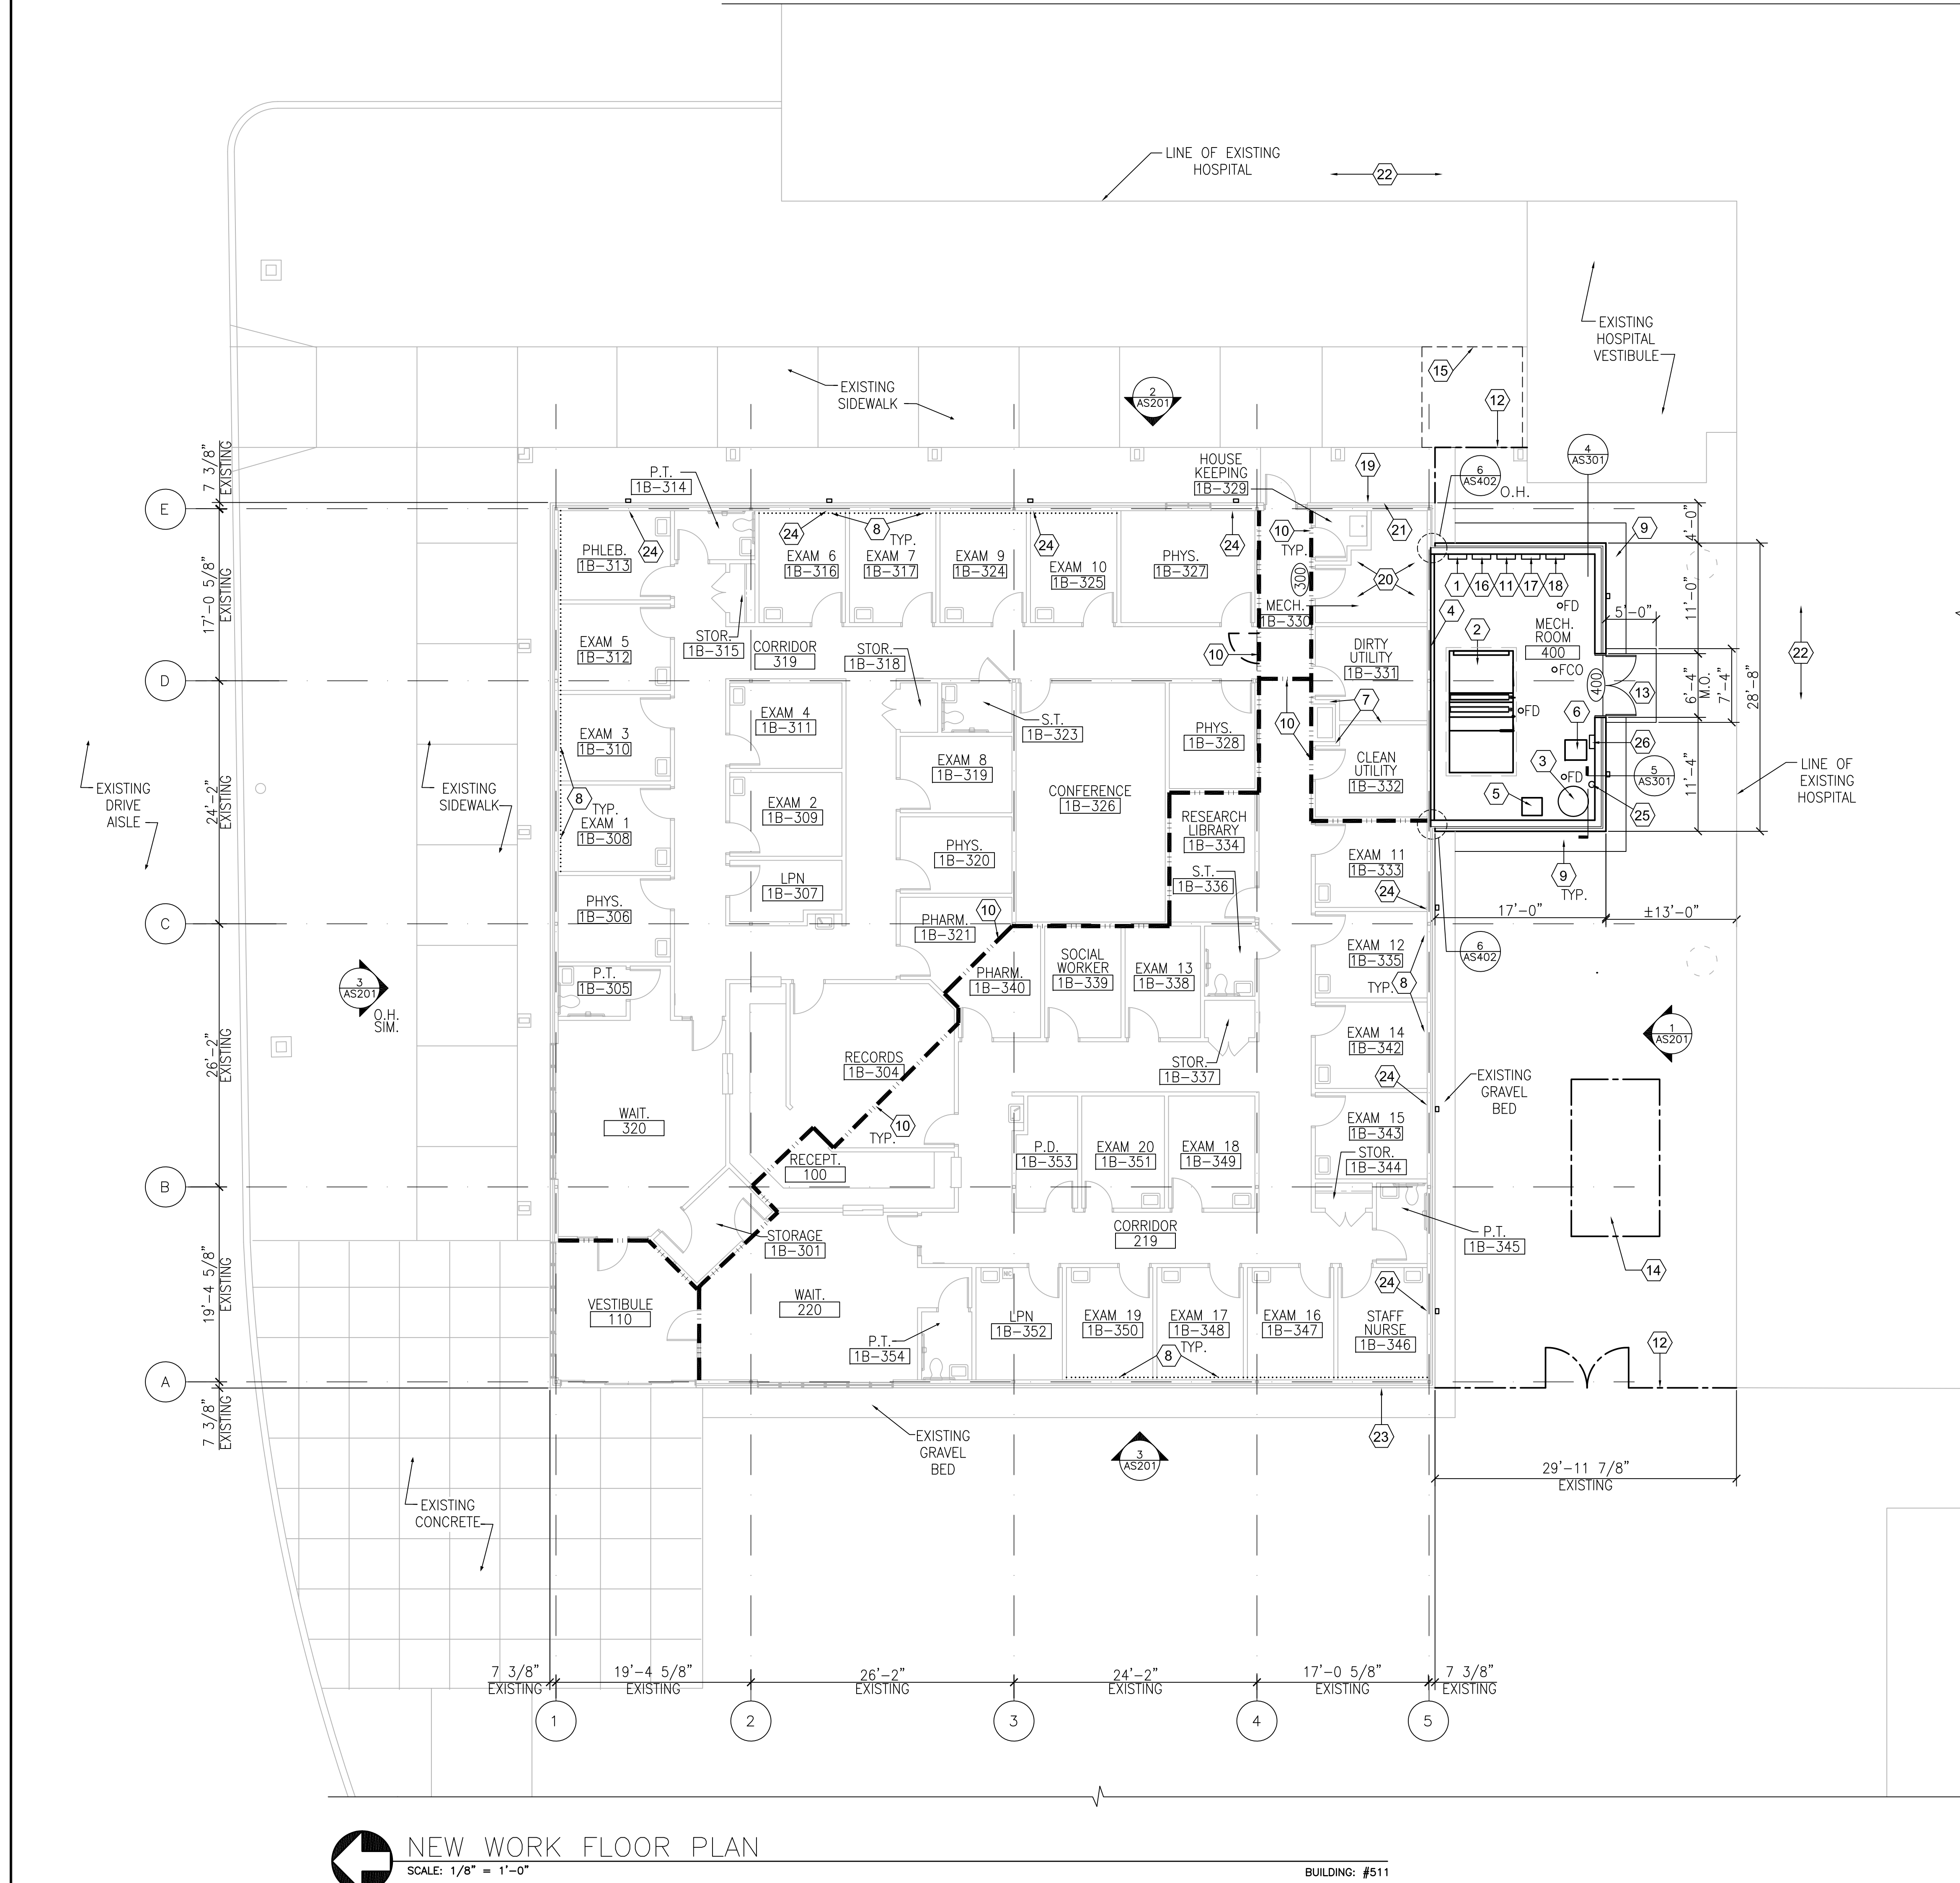 LINE OF EXISTING
HOSPITAL
22
EXISTING
HOSPITAL
VESTIBULE
15
EXISTING
SIDEWALK
2
AS201
12
4
AS301
7 3/8"
EXISTING
P.T.
1B-314
HOUSE
KEEPING
1B-329
19
6
AS402
O.H.
E
24
24
8
TYP.
24
24
10
TYP.
21
9
4'-0"
PHLEB.
1B-313
EXAM 6
1B-316
EXAM 7
1B-317
EXAM 9
1B-324
EXAM 10
1B-325
PHYS.
1B-327
300
20
1
16
11
17
18
17'-0 5/8"
EXISTING
MECH.
1B-330
4
FD
5'-0"
11'-0"
EXAM 5
1B-312
STOR.
1B-315
CORRIDOR
319
STOR.
1B-318
10
DIRTY
UTILITY
1B-331
2
MECH.
ROOM
400
FCO
22
D
400
13
6'-4"
M.O.
7'-4"
28'-8"
EXAM 3
1B-310
EXAM 4
1B-311
S.T.
1B-323
PHYS.
1B-328
10
7
FD
6
26
EXAM 8
1B-319
CLEAN
UTILITY
1B-332
3
FD
5
AS301
LINE OF
EXISTING
HOSPITAL
EXISTING
DRIVE
AISLE
24'-2"
EXISTING
EXISTING
SIDEWALK
8
TYP.
EXAM 1
1B-308
EXAM 2
1B-309
CONFERENCE
1B-326
RESEARCH
LIBRARY
1B-334
5
25
11'-4"
PHYS.
1B-320
EXAM 11
1B-333
LPN
1B-307
S.T.
1B-336
24
9
TYP.
PHYS.
1B-306
PHARM.
1B-321
10
17'-0"
±13'-0"
C
EXAM 12
1B-335
6
AS402
3
AS201
O.H.
SIM.
P.T.
1B-305
PHARM.
1B-340
SOCIAL
WORKER
1B-339
EXAM 13
1B-338
TYP.
8
26'-2"
EXISTING
EXAM 14
1B-342
1
AS201
RECORDS
1B-304
STOR.
1B-337
24
EXISTING
GRAVEL
BED
WAIT.
320
10
TYP.
EXAM 15
1B-343
RECEPT.
100
P.D.
1B-353
EXAM 20
1B-351
EXAM 18
1B-349
STOR.
1B-344
B
STORAGE
1B-301
CORRIDOR
219
P.T.
1B-345
14
19'-4 5/8"
EXISTING
24
VESTIBULE
110
WAIT.
220
LPN
1B-352
EXAM 19
1B-350
EXAM 17
1B-348
TYP.
EXAM 16
1B-347
STAFF
NURSE
1B-346
P.T.
1B-354
8
12
A
7 3/8"
EXISTING
EXISTING
GRAVEL
BED
3
AS201
23
29'-11 7/8"
EXISTING
EXISTING
CONCRETE
7 3/8"
EXISTING
19'-4 5/8"
EXISTING
26'-2"
EXISTING
24'-2"
EXISTING
17'-0 5/8"
EXISTING
7 3/8"
EXISTING
1
2
3
4
5
NEW WORK FLOOR PLAN
SCALE: 1/8" = 1'-0"
BUILDING: #511